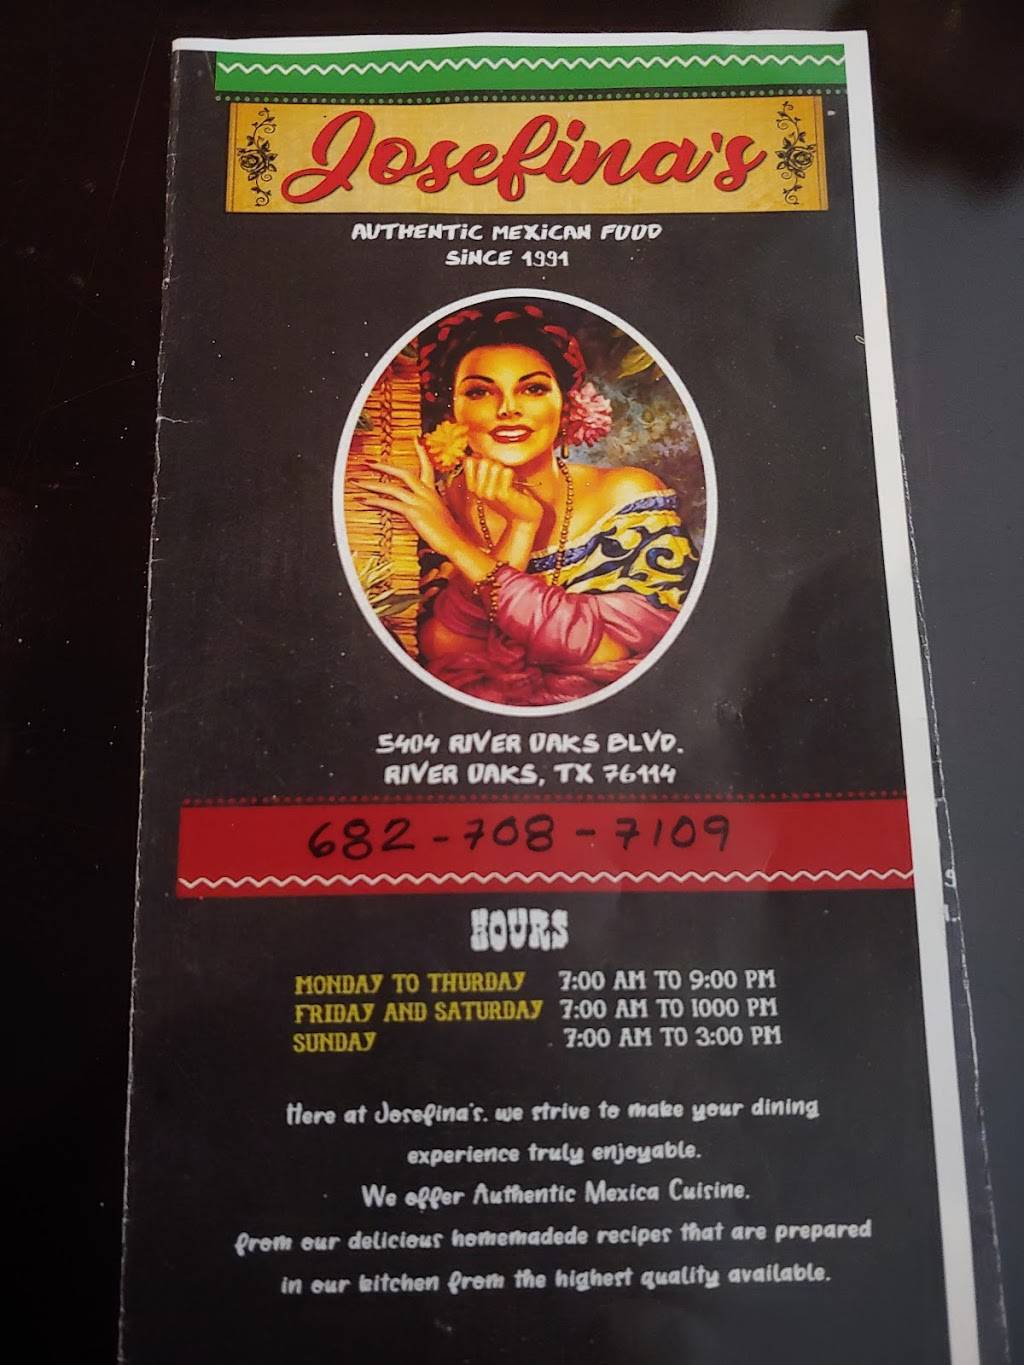 Josefina's
AUTHENTIC MEXICAN FOOD
SINCE 1991
5404 RIVER OAKS BLVD.
RIVER OAKS, TX 76114
682-708-7109
HOURS
MONDAY TO THURDAY 7:00 AM TO 9:00 PM
FRIDAY AND SATURDAY 7:00 AM TO 1000 PM
SUNDAY 7:00 AM TO 3:00 PM
Here at Josefina's. we strive to make your dining
experience truly enjoyable.
We offer Authentic Mexica Cuisine.
from our delicious homemadede recipes that are prepared
in our kitchen from the highest quality available.